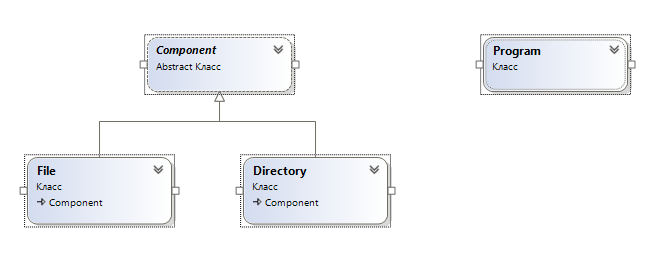 Component
Abstract Класс
Program
Класс
File
Класс
Component
Directory
Класс
Component